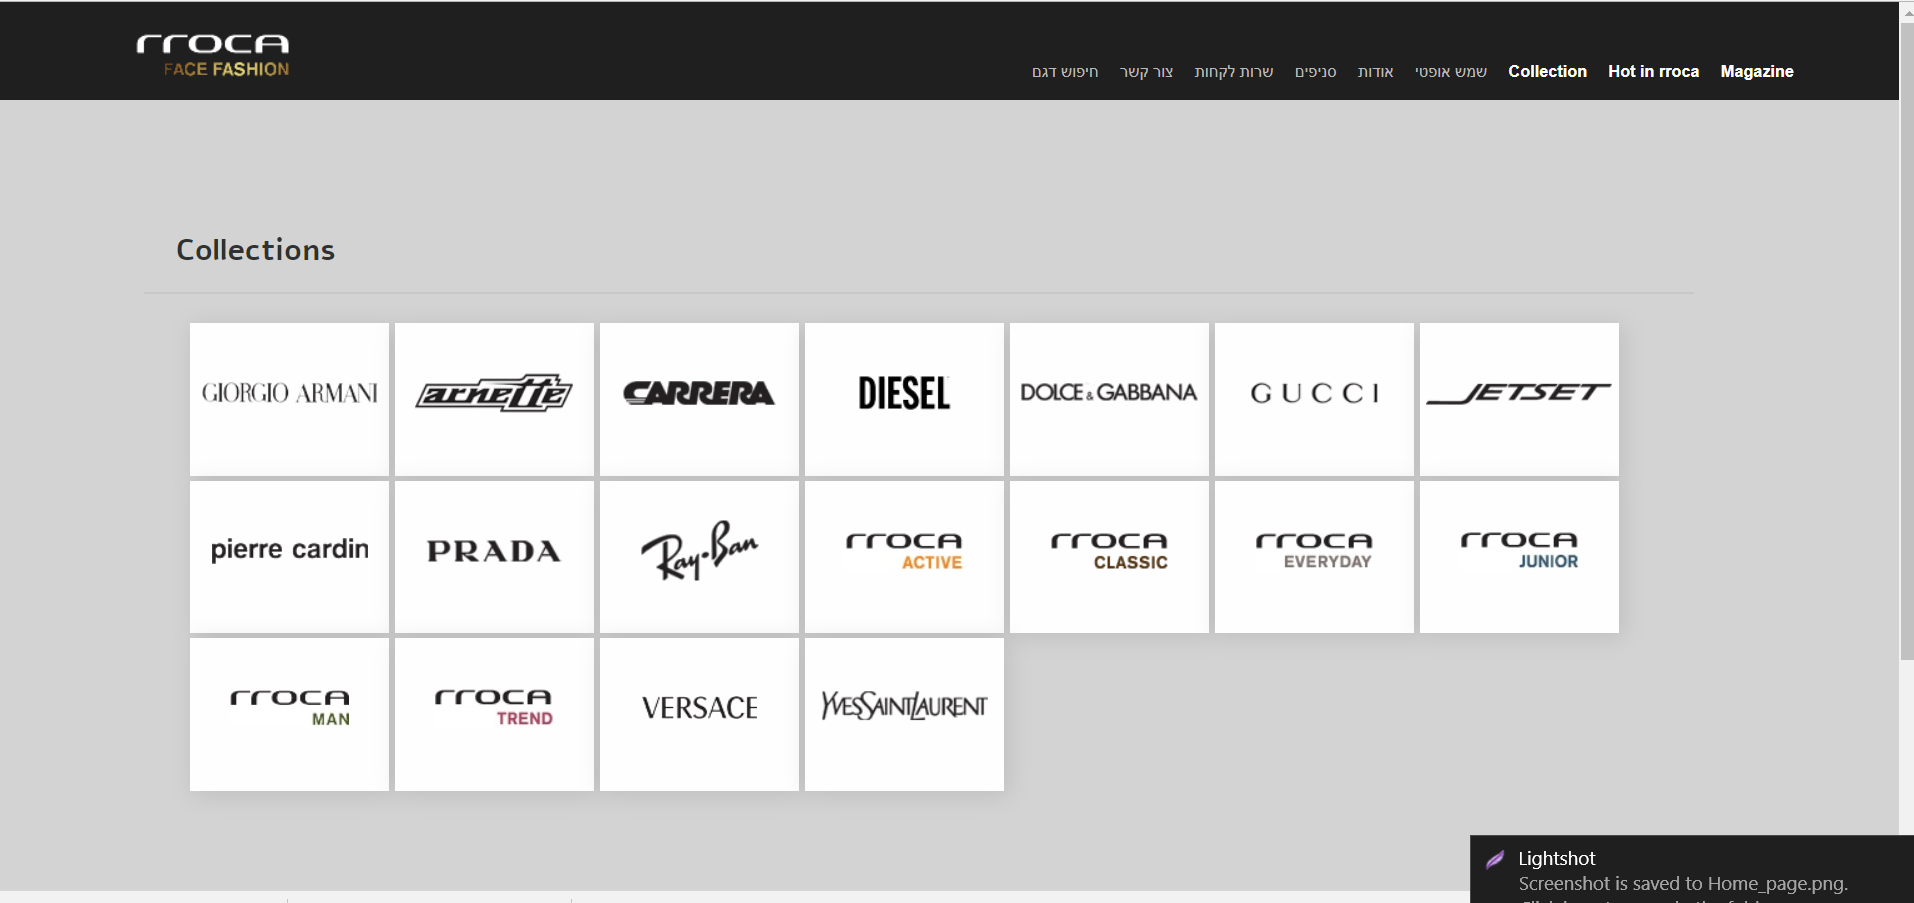 rroca
FACE FASHION
חיפוש דגם
צור קשר
שרות לקחות
סניפים
אודות
שמש אופטי
Collection
Hot in rroca
Magazine
Collections
GIORGIO ARMANI
arnette
CARRERA
DIESEL
DOLCE & GABBANA
GUCCI
JETSET
pierre cardin
PRADA
Ray-Ban
rroca
ACTIVE
rroca
CLASSIC
rroca
EVERYDAY
rroca
JUNIOR
rroca
MAN
rroca
TREND
VERSACE
YVESSAINTLAURENT
Lightshot
Screenshot is saved to Home_page.png.